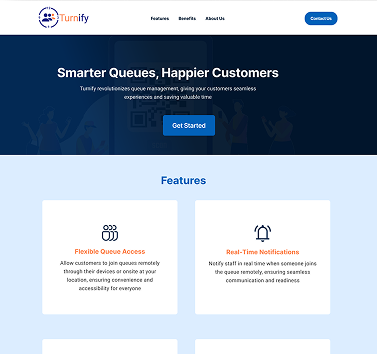 Turnify
Features Benefits About Us
Contact Us
Smarter Queues, Happier Customers
Turnify revolutionizes queue management, giving your customers seamless
experiences and saving valuable time
Get Started
Features
Flexible Queue Access
Allow customers to join queues remotely
through their devices or onsite at your
location, ensuring convenience and
accessibility for everyone
Real-Time Notifications
Notify staff in real time when someone joins
the queue remotely, ensuring seamless
communication and readiness